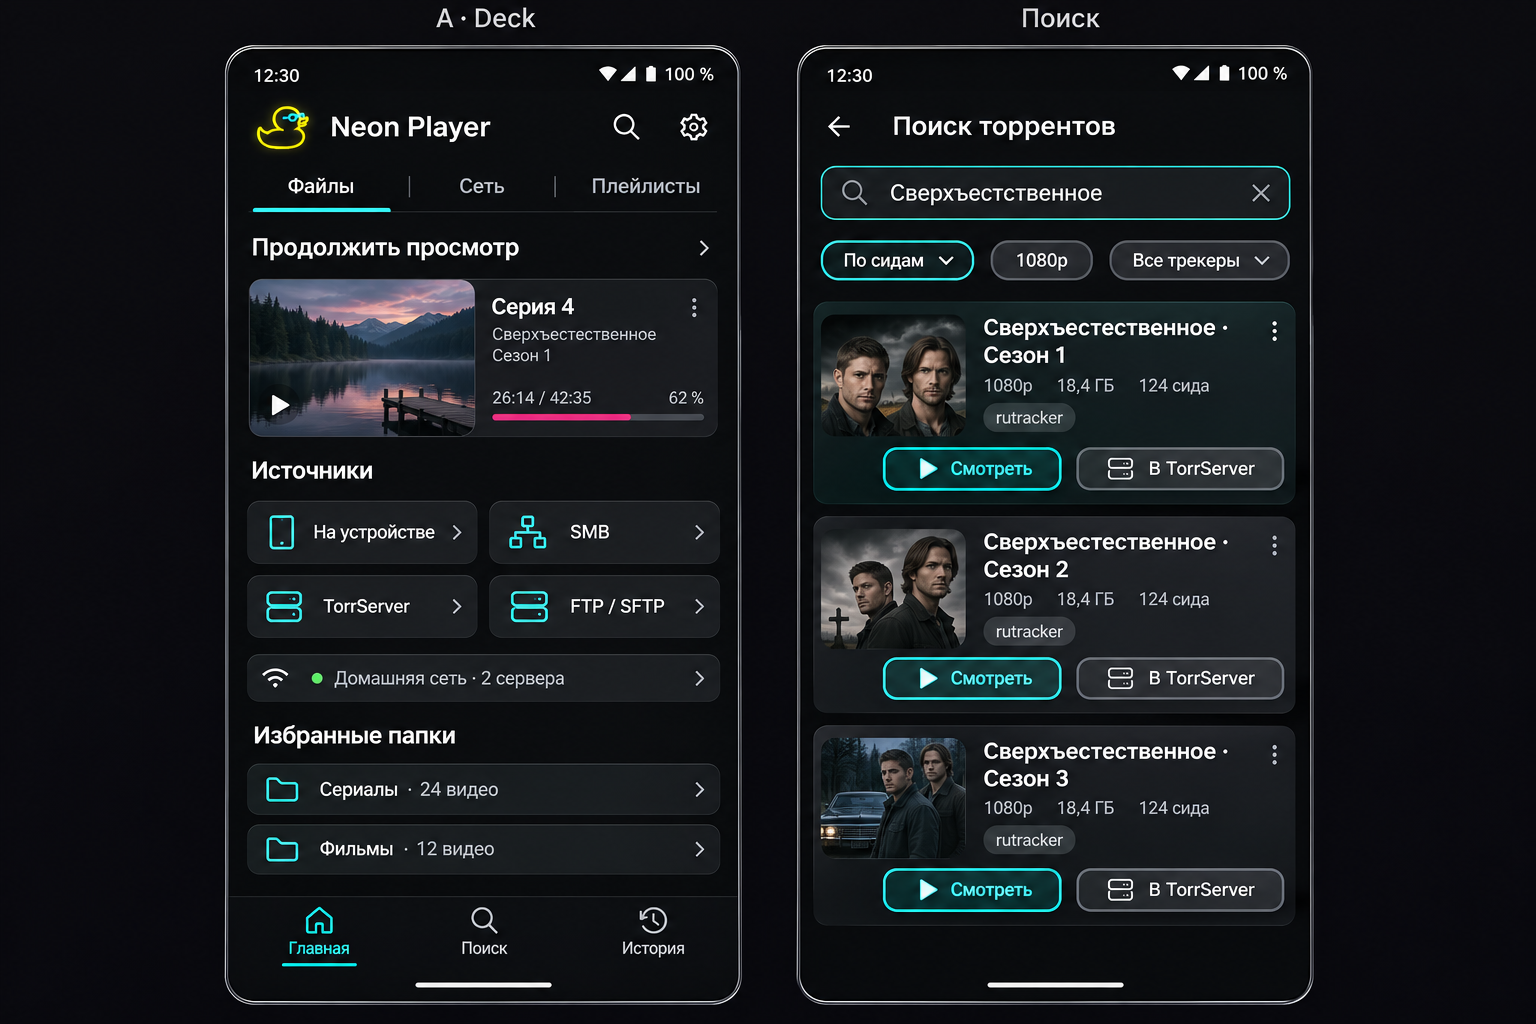 A · Deck
12:30
100 %
Neon Player
Файлы
Сеть
Плейлисты
Продолжить просмотр
Серия 4
Сверхъестественное
Сезон 1
26:14 / 42:35
62 %
Источники
На устройстве
SMB
TorrServer
FTP / SFTP
Домашняя сеть · 2 сервера
Избранные папки
Сериалы · 24 видео
Фильмы · 12 видео
Главная
Поиск
История
Поиск
12:30
100 %
Поиск торрентов
Сверхъестственное
По сидам
1080p
Все трекеры
Сверхъестественное ·
Сезон 1
1080p 18,4 ГБ 124 сида
rutracker
Смотреть
В TorrServer
Сверхъестественное ·
Сезон 2
1080p 18,4 ГБ 124 сида
rutracker
Смотреть
В TorrServer
Сверхъестественное ·
Сезон 3
1080p 18,4 ГБ 124 сида
rutracker
Смотреть
В TorrServer